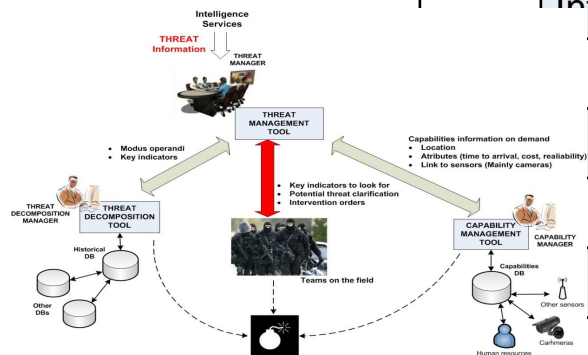 Intelligence
Services
THREAT
Information
THREAT
MANAGER
THREAT
MANAGEMENT
TOOL
• Modus operandi
• Key indicators
Capabilities information on demand
• Location
• Atributes (time to arrival, cost, realiability)
• Link to sensors (Mainly cameras)
• Key indicators to look for
• Potential threat clarification
• Intervention orders
THREAT
DECOMPOSITION
MANAGER
THREAT
DECOMPOSITION
TOOL
CAPABILITY
MANAGEMENT
TOOL
CAPABILITY
MANAGER
Historical
DB
Other
DBs
Teams on the field
Capabilities
DB
Other sensors
Human resources